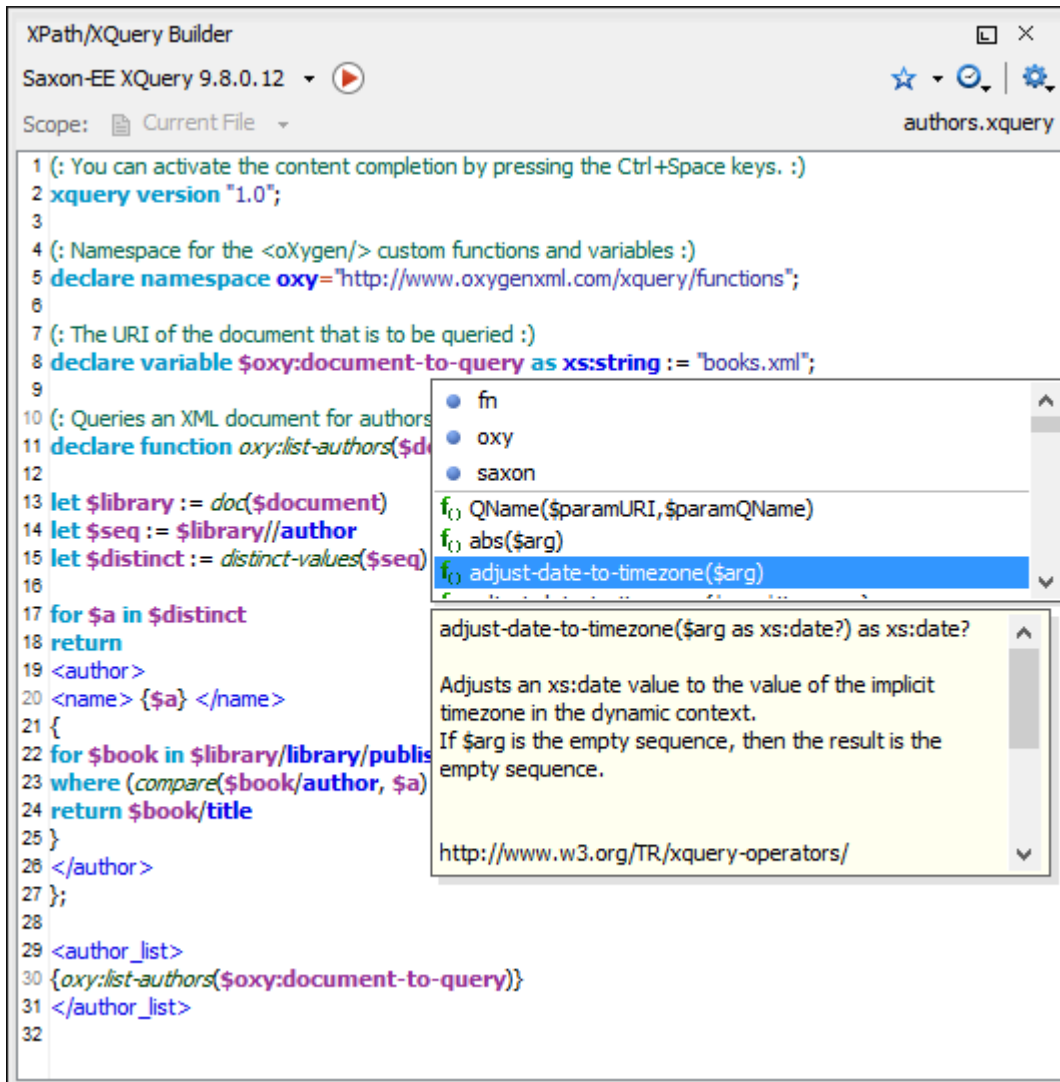 XPath/XQuery Builder
Saxon-EE XQuery 9.8.0.12
Scope: Current File authors.xquery
1 (: You can activate the content completion by pressing the Ctrl+Space keys. :)
2 xquery version "1.0";
3
4 (: Namespace for the <oXygen/> custom functions and variables :)
5 declare namespace oxy="http://www.oxygenxml.com/xquery/functions";
6
7 (: The URI of the document that is to be queried :)
8 declare variable $oxy:document-to-query as xs:string := "books.xml";
9
10 (: Queries an XML document for authors
11 declare function oxy:list-authors($d
12
13 let $library := doc($document)
14 let $seq := $library//author
15 let $distinct := distinct-values($seq)
16
17 for $a in $distinct
18 return
19 <author>
20 <name> {$a} </name>
21 {
22 for $book in $library/library/publis
23 where (compare($book/author, $a)
24 return $book/title
25 }
26 </author>
27 };
28
29 <author_list>
30 {oxy:list-authors($oxy:document-to-query)}
31 </author_list>
32
fn
oxy
saxon
f() QName($paramURI,$paramQName)
f() abs($arg)
f() adjust-date-to-timezone($arg)
adjust-date-to-timezone($arg as xs:date?) as xs:date?
Adjusts an xs:date value to the value of the implicit
timezone in the dynamic context.
If $arg is the empty sequence, then the result is the
empty sequence.
http://www.w3.org/TR/xquery-operators/